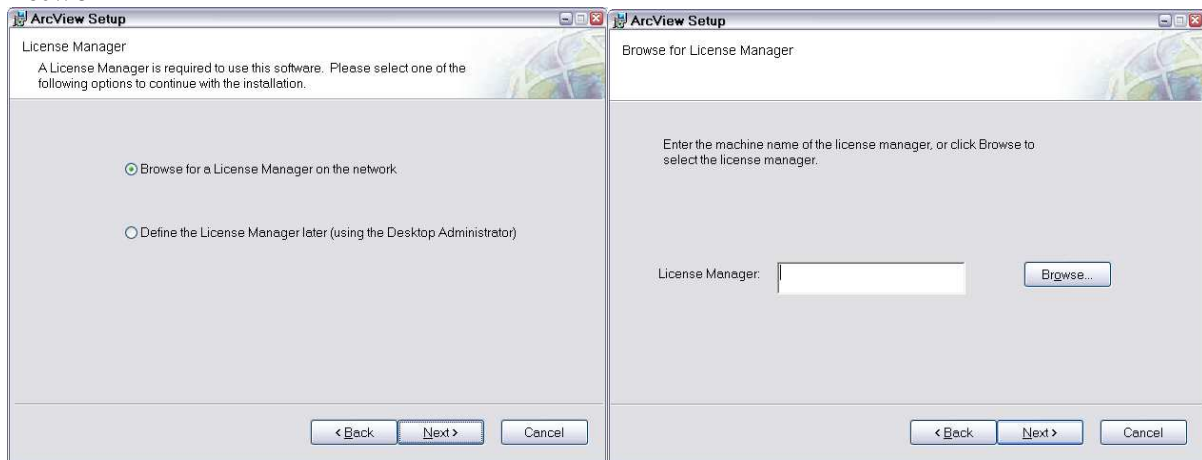 ArcView Setup
License Manager
A License Manager is required to use this software. Please select one of the
following options to continue with the installation.
Browse for a License Manager on the network
Define the License Manager later (using the Desktop Administrator)
< Back
Next >
Cancel
ArcView Setup
Browse for License Manager
Enter the machine name of the license manager, or click Browse to
select the license manager.
License Manager:
Browse...
< Back
Next >
Cancel